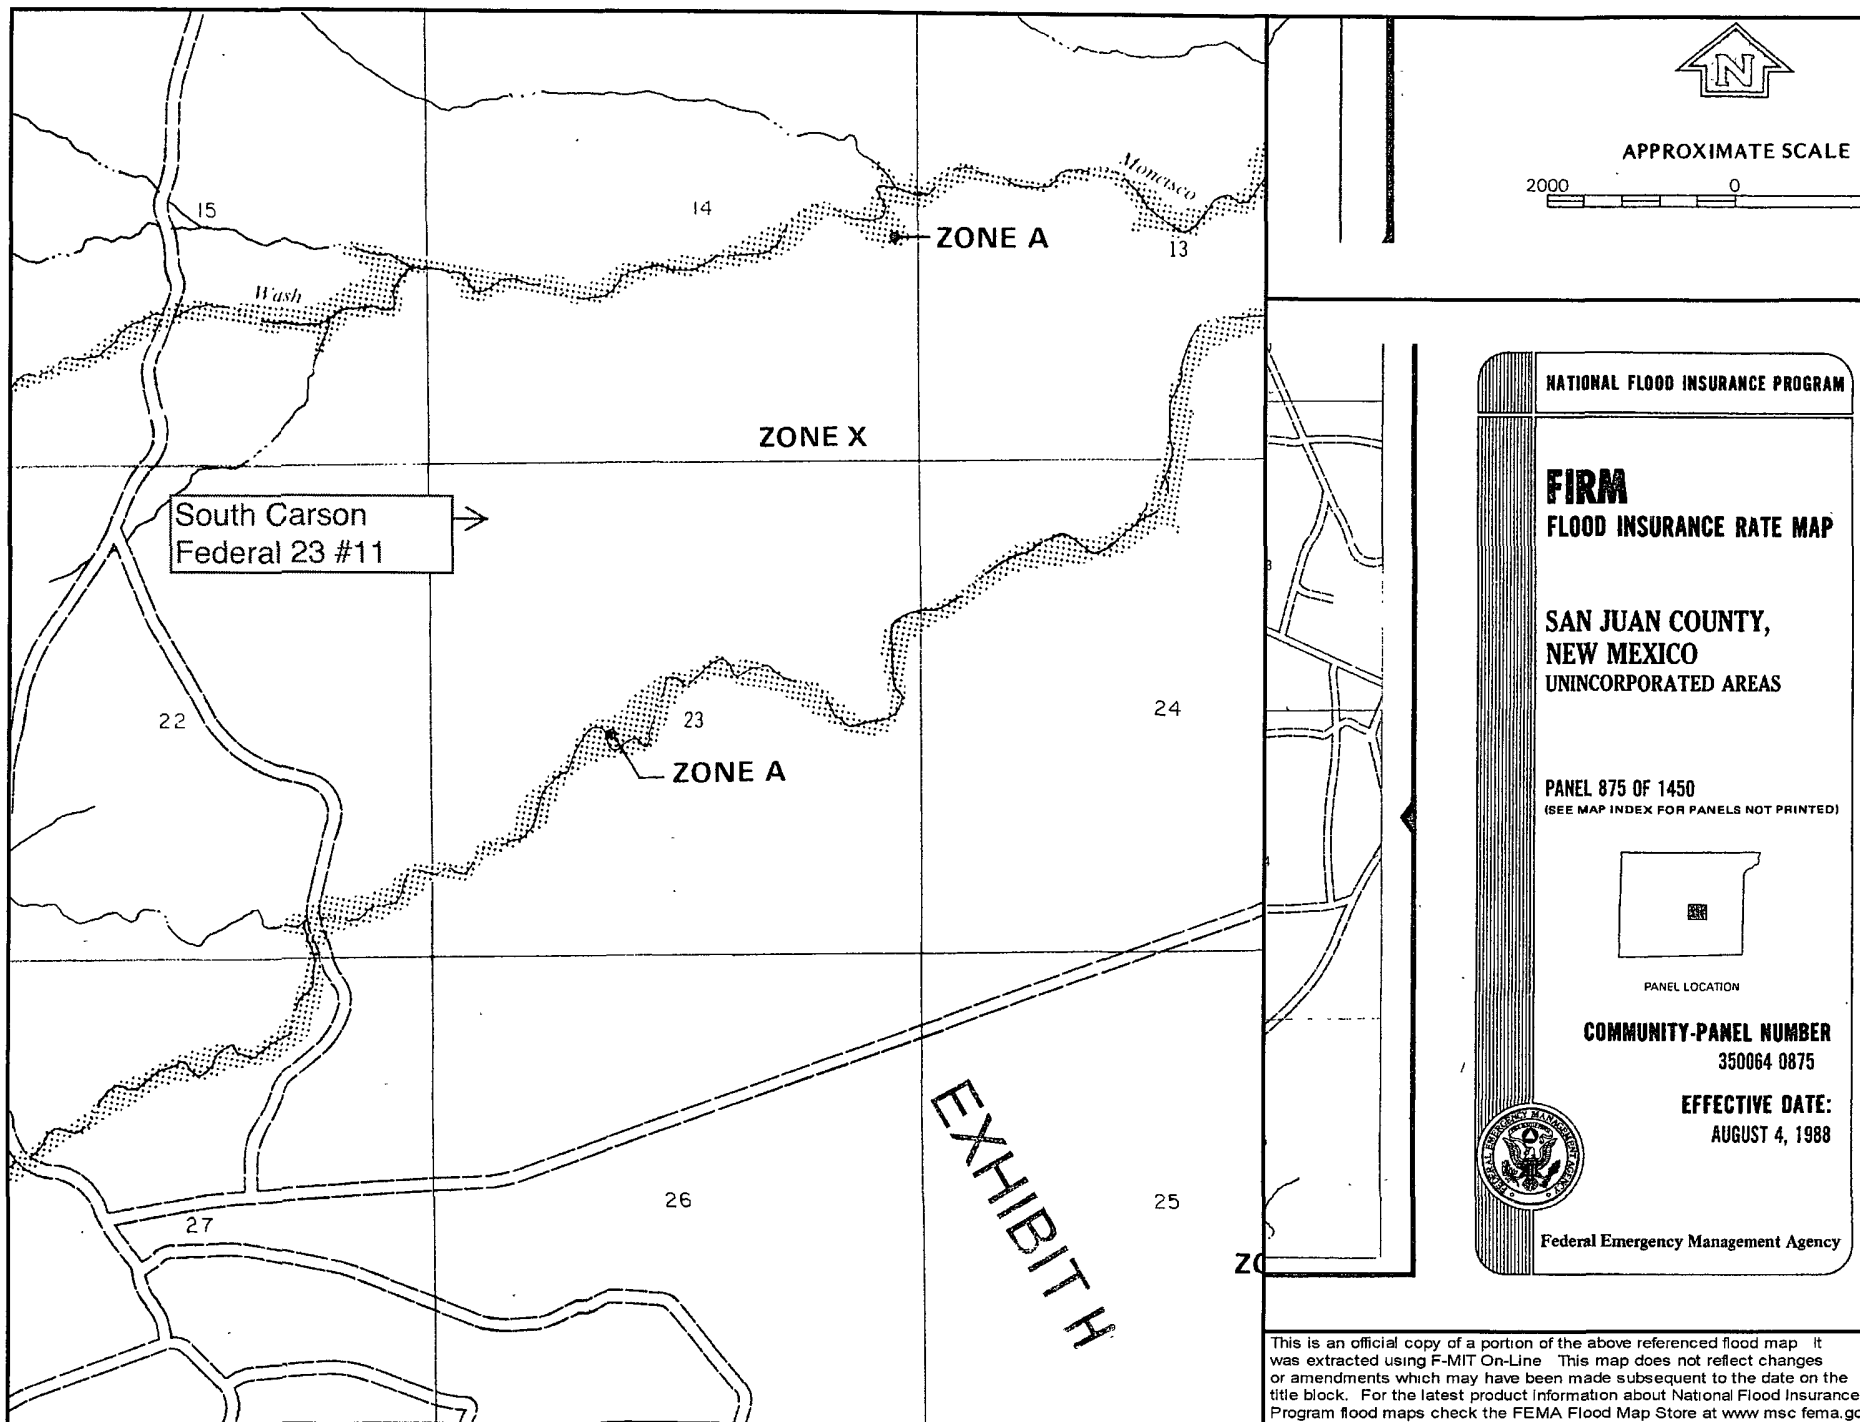 15
14
Moncisco
ZONE A
13
Wash
ZONE X
South Carson
Federal 23 #11
22
23
24
ZONE A
27
26
25
EXHIBIT H
N
APPROXIMATE SCALE
2000 0
NATIONAL FLOOD INSURANCE PROGRAM
FIRM
FLOOD INSURANCE RATE MAP
SAN JUAN COUNTY,
NEW MEXICO
UNINCORPORATED AREAS
PANEL 875 OF 1450
(SEE MAP INDEX FOR PANELS NOT PRINTED)
PANEL LOCATION
COMMUNITY-PANEL NUMBER
350064 0875
EFFECTIVE DATE:
AUGUST 4, 1988
FEDERAL EMERGENCY MANAGEMENT AGENCY
Federal Emergency Management Agency
This is an official copy of a portion of the above referenced flood map It
was extracted using F-MIT On-Line This map does not reflect changes
or amendments which may have been made subsequent to the date on the
title block. For the latest product information about National Flood Insurance
Program flood maps check the FEMA Flood Map Store at www msc fema.go